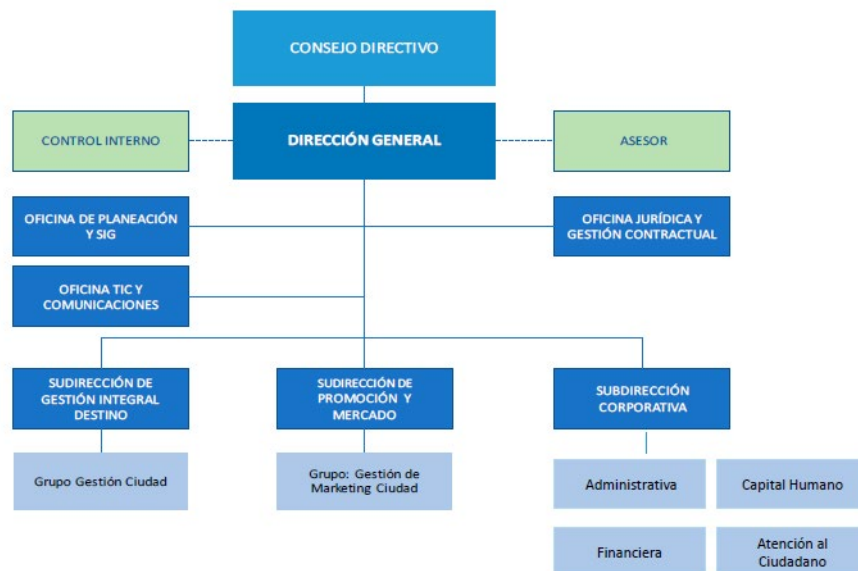 CONSEJO DIRECTIVO
CONTROL INTERNO
DIRECCIÓN GENERAL
ASESOR
OFICINA DE PLANEACIÓN
Y SIG
OFICINA JURÍDICA Y
GESTIÓN CONTRACTUAL
OFICINA TIC Y
COMUNICACIONES
SUDIRECCIÓN DE
GESTIÓN INTEGRAL
DESTINO
SUDIRECCIÓN DE
PROMOCIÓN Y
MERCADO
SUBDIRECCIÓN
CORPORATIVA
Grupo Gestión Ciudad
Grupo: Gestión de
Marketing Ciudad
Administrativa
Capital Humano
Financiera
Atención al
Ciudadano